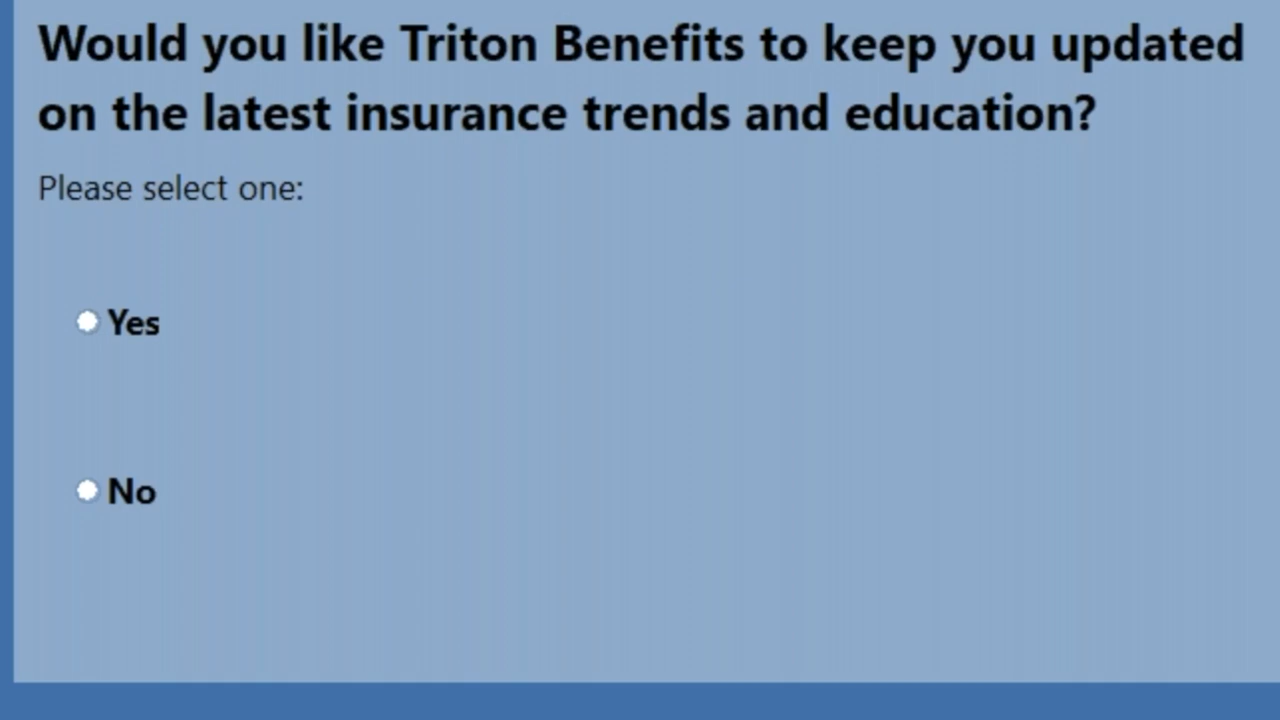 Would you like Triton Benefits to keep you updated
on the latest insurance trends and education?
Please select one:
Yes
No